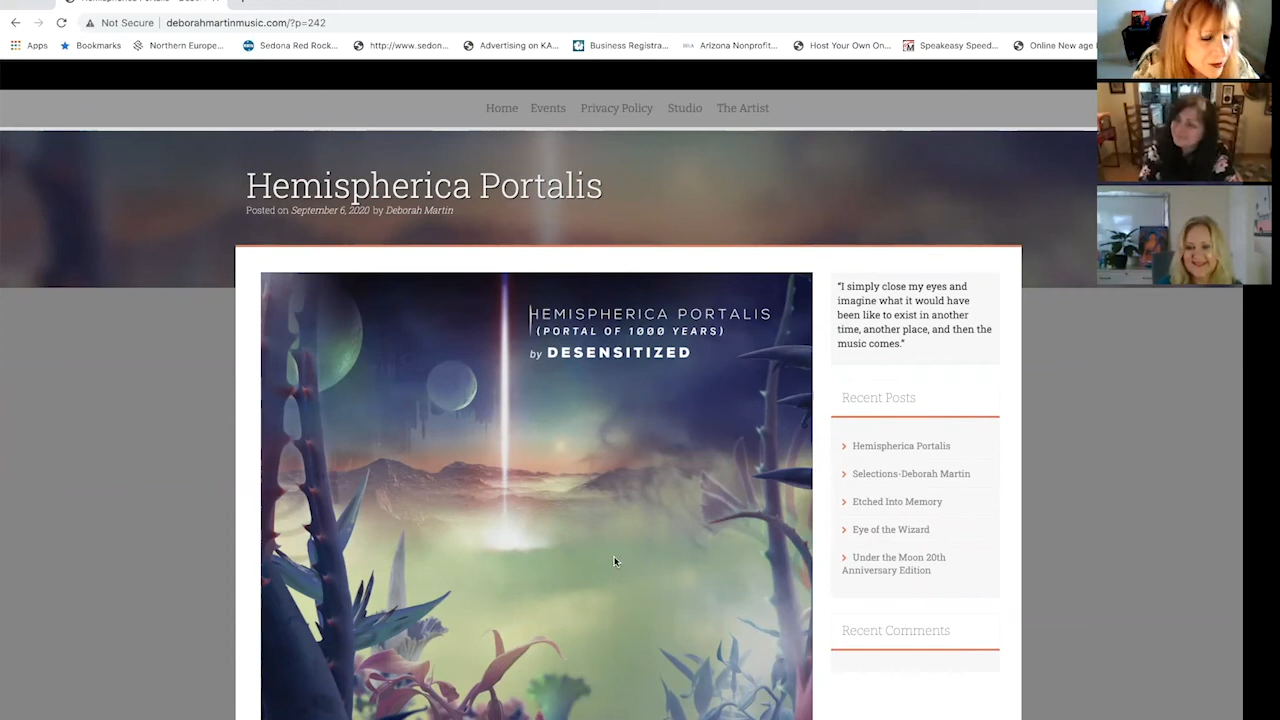 Not Secure | deborahmartinmusic.com/?p=242
Apps Bookmarks Northern Europe... Sedona Red Rock... http://www.sedon... Advertising on KA... Business Registra... Arizona Nonprofit... Host Your Own On... Speakeasy Speed... Online New age
Home Events Privacy Policy Studio The Artist
Hemispherica Portalis
Posted on September 6, 2020 by Deborah Martin
HEMISPHERICA PORTALIS
(PORTAL OF 1000 YEARS)
by DESENSITIZED
“I simply close my eyes and
imagine what it would have
been like to exist in another
time, another place, and then the
music comes.”
Recent Posts
Hemispherica Portalis
Selections-Deborah Martin
Etched Into Memory
Eye of the Wizard
Under the Moon 20th
Anniversary Edition
Recent Comments